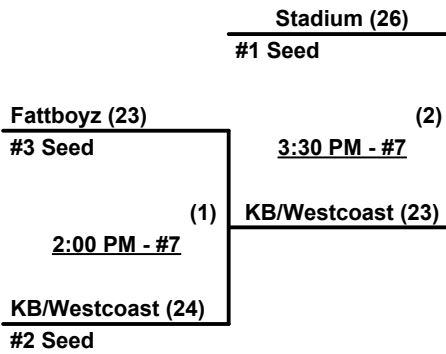 Stadium (26)
#1 Seed
Fattboyz (23)
(2)
#3 Seed
3:30 PM - #7
(1)
KB/Westcoast (23)
2:00 PM - #7
KB/Westcoast (24)
#2 Seed